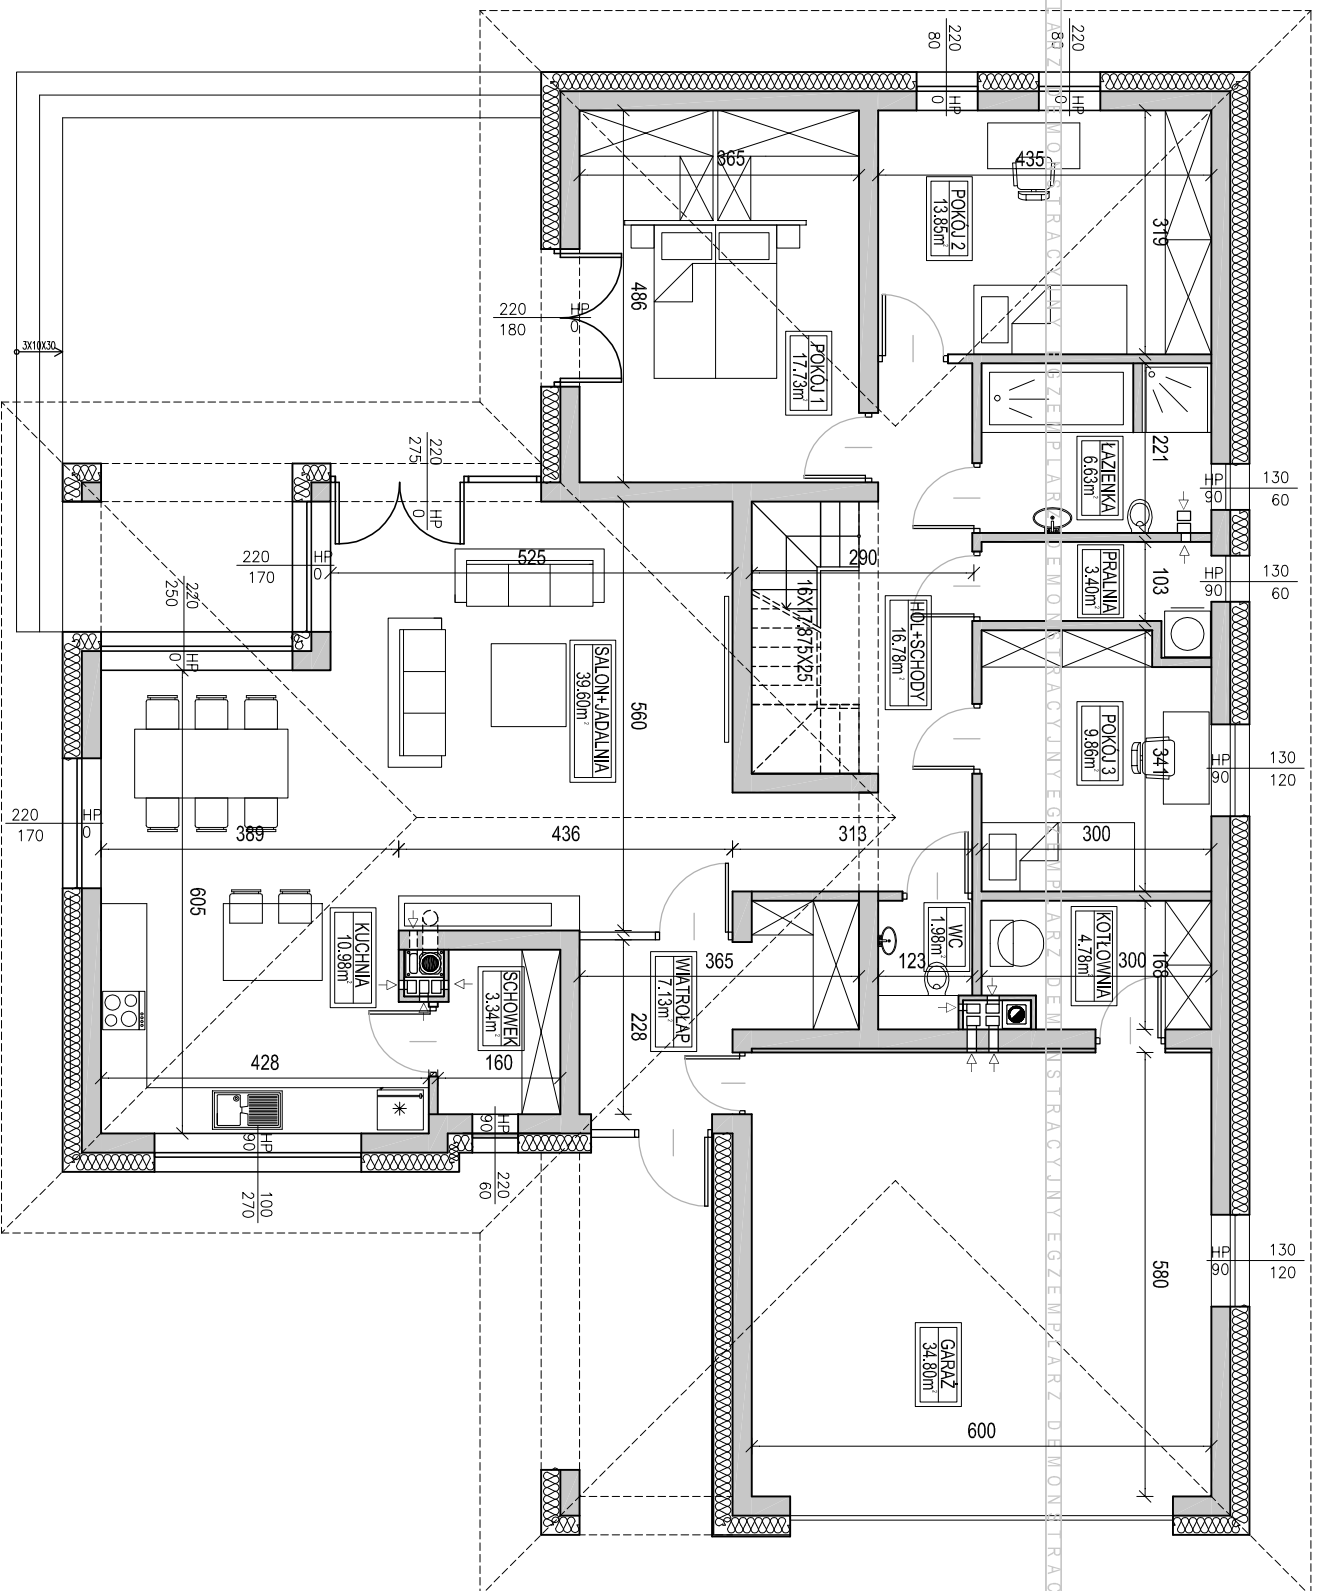 220
80
HP
0
220
80
HP
0
365
435
POKÓJ 2
13.85m²
319
3X10X30
486
220
180
HP
0
POKÓJ 1
17.73m²
221
ŁAZIENKA
6.63m²
HP
90
130
60
220
275
HP
0
220
170
HP
0
525
290
PRALNIA
3.40m²
103
HP
90
130
60
220
250
HP
0
16X17,875X25
HOL+SCHODY
16.78m²
SALON+JADALNIA
39.60m²
560
POKÓJ 3
9.86m²
341
HP
90
130
120
220
170
HP
0
389
436
313
300
605
KUCHNIA
10.98m²
SCHOWEK
3.34m²
WIATROŁAP
7.13m²
365
WC
1.98m²
123
KOTŁOWNIA
4.78m²
300
168
228
428
160
HP
90
100
270
HP
90
220
60
580
HP
90
130
120
GARAŻ
34.80m²
600
EGZEMPLARZ DEMONSTRACYJNY